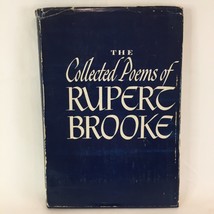 THE
Collected Poems of
RUPERT
BROOKE